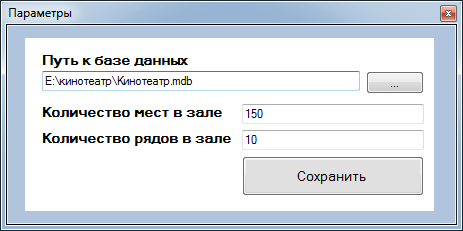 Параметры
Путь к базе данных
E:\кинотеатр\Кинотеатр.mdb
...
Количество мест в зале
150
Количество рядов в зале
10
Сохранить